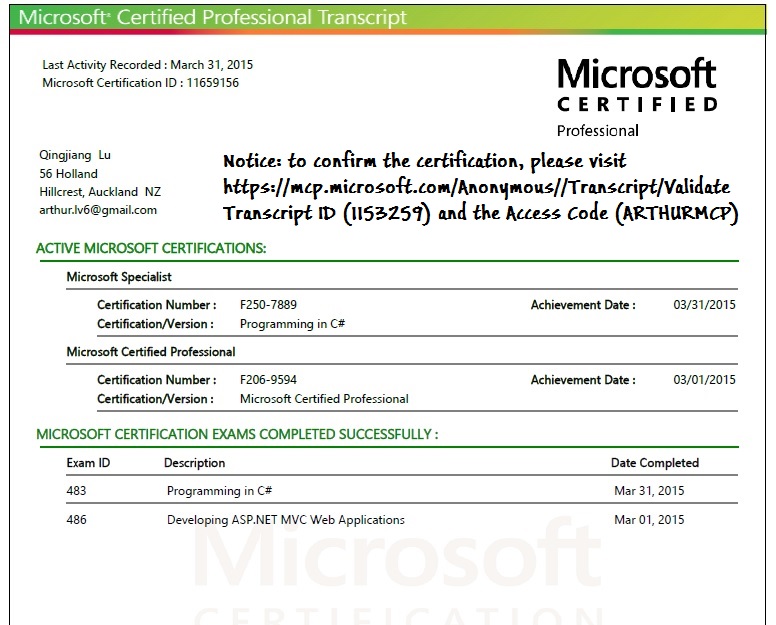 Microsoft® Certified Professional Transcript
Last Activity Recorded : March 31, 2015
Microsoft Certification ID : 11659156
Microsoft
CERTIFIED
Professional
Qingjiang Lu
56 Holland
Hillcrest, Auckland NZ
arthur.lv6@gmail.com
Notice: to confirm the certification, please visit
https://mcp.microsoft.com/Anonymous//Transcript/Validate
Transcript ID (1153259) and the Access Code (ARTHURMCP)
ACTIVE MICROSOFT CERTIFICATIONS:
Microsoft Specialist
Certification Number : F250-7889 Achievement Date : 03/31/2015
Certification/Version : Programming in C#
Microsoft Certified Professional
Certification Number : F206-9594 Achievement Date : 03/01/2015
Certification/Version : Microsoft Certified Professional
MICROSOFT CERTIFICATION EXAMS COMPLETED SUCCESSFULLY :
Exam ID Description Date Completed
483 Programming in C# Mar 31, 2015
486 Developing ASP.NET MVC Web Applications Mar 01, 2015
Microsoft
CERTIFICATION